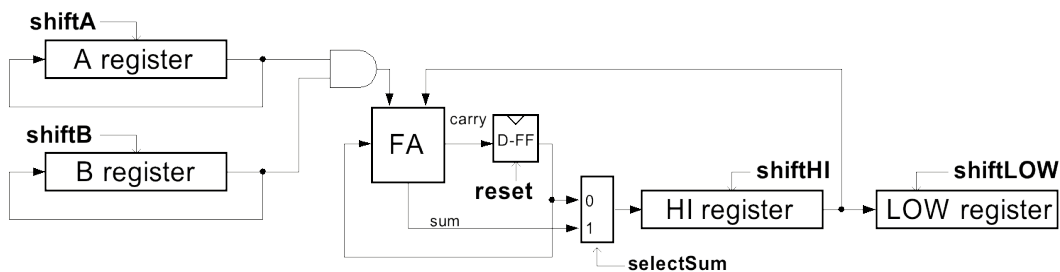 shiftA
A register
shiftB
B register
FA
carry
D-FF
reset
sum
0
1
selectSum
shiftHI
HI register
shiftLOW
LOW register